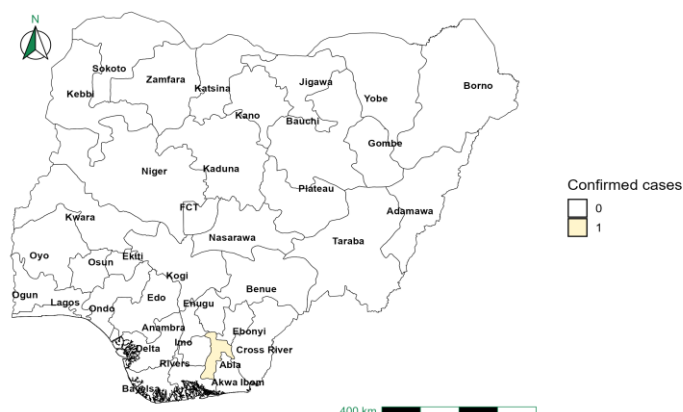 N
Sokoto
Zamfara
Katsina
Jigawa
Kebbi
Yobe
Borno
Kano
Bauchi
Gombe
Niger
Kaduna
Plateau
FCT
Adamawa
Kwara
Nasarawa
Taraba
Oyo
Osun
Ekiti
Kogi
Benue
Ogun
Lagos
Ondo
Edo
Enugu
Anambra
Ebonyi
Delta
Imo
Cross River
Rivers
Abia
Bayelsa
Akwa Ibom
Confirmed cases
0
1
400 km